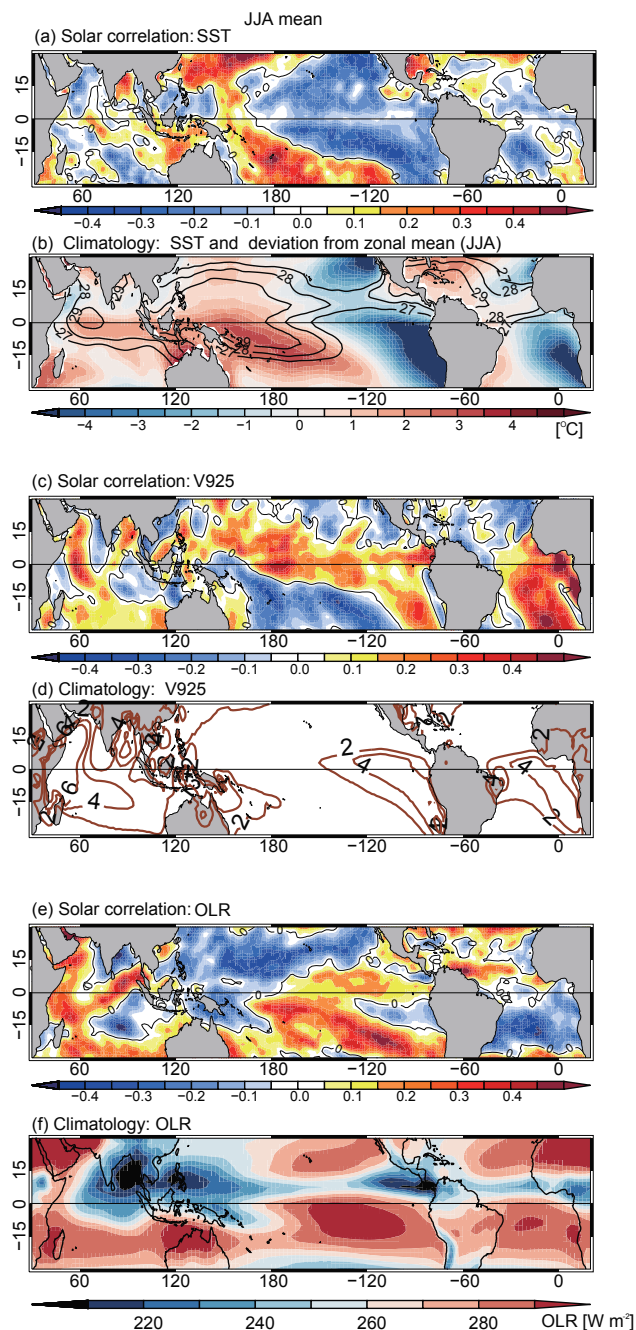 JJA mean
(a) Solar correlation: SST
15
0
−15
60 120 180 −120 −60 0
−0.4 −0.3 −0.2 −0.1 0.0 0.1 0.2 0.3 0.4
(b) Climatology: SST and deviation from zonal mean (JJA)
15
0
−15
28 29 28 27 29 28 27 29 28 27 28
60 120 180 −120 −60 0
−4 −3 −2 −1 0 1 2 3 4
[°C]
(c) Solar correlation: V925
15
0
−15
60 120 180 −120 −60 0
−0.4 −0.3 −0.2 −0.1 0.0 0.1 0.2 0.3 0.4
(d) Climatology: V925
15
0
−15
2 4 6 4 2 2 4 2 4 2
60 120 180 −120 −60 0
(e) Solar correlation: OLR
15
0
−15
0 0 0 0 0
60 120 180 −120 −60 0
−0.4 −0.3 −0.2 −0.1 0.0 0.1 0.2 0.3 0.4
(f) Climatology: OLR
15
0
−15
60 120 180 −120 −60 0
220 240 260 280 OLR [W m⁻²]